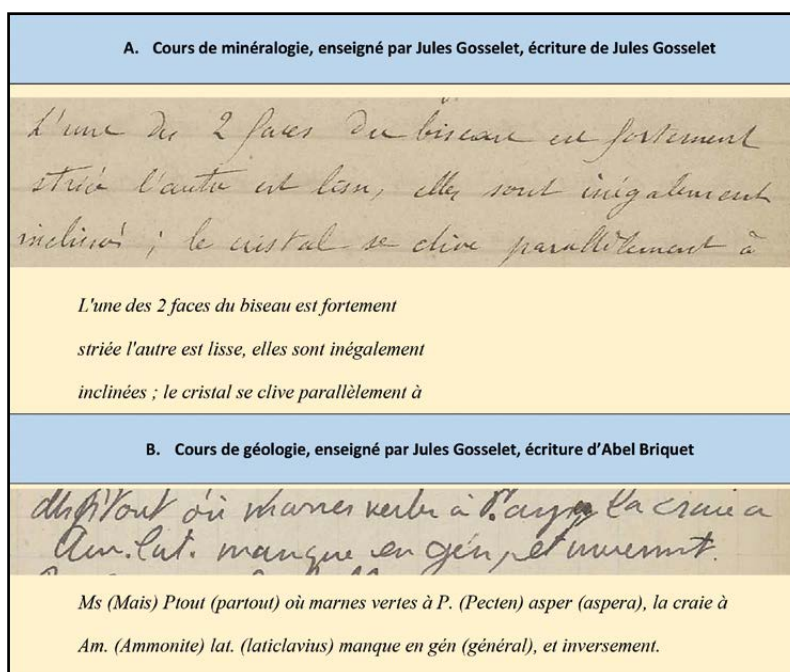 A. Cours de minéralogie, enseigné par Jules Gosselet, écriture de Jules Gosselet
L'une des 2 faces du biseau est fortement
striée l'autre est lisse, elles sont inégalement
inclinées ; le cristal se clive parallèlement à
L'une des 2 faces du biseau est fortement
striée l'autre est lisse, elles sont inégalement
inclinées ; le cristal se clive parallèlement à
B. Cours de géologie, enseigné par Jules Gosselet, écriture d'Abel Briquet
Ms Ptout où marnes vertes à P. asper la craie à
Am. lat. manque en gén, et inversmt.
Ms (Mais) Ptout (partout) où marnes vertes à P. (Pecten) asper (aspera), la craie à
Am. (Ammonite) lat. (laticlavius) manque en gén (général), et inversement.